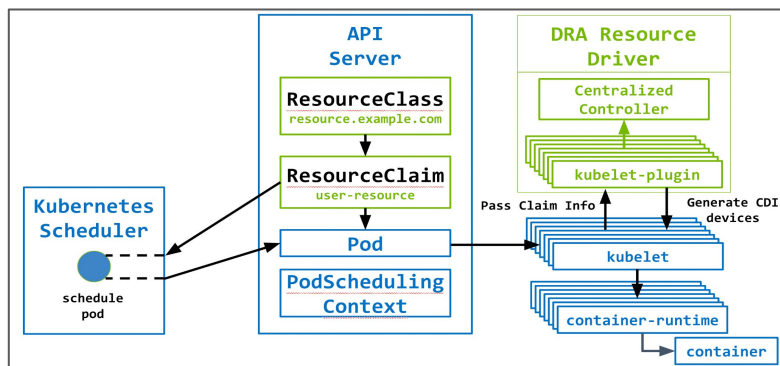 API
Server
ResourceClass
resource.example.com
ResourceClaim
user-resource
Pod
PodScheduling
Context
Kubernetes
Scheduler
schedule
pod
DRA Resource
Driver
Centralized
Controller
kubelet-plugin
Pass Claim Info
Generate CDI
devices
kubelet
container-runtime
container